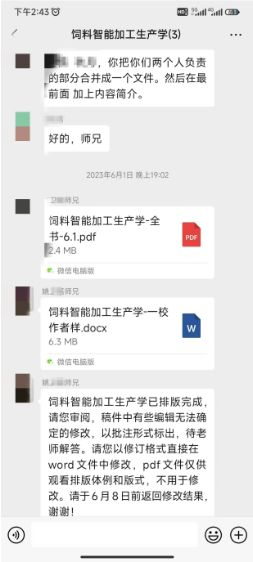 下午2:43
饲料智能加工生产学(3)
，你把你们两个人负责
的部分合并成一个文件。然后在最
前面 加上内容简介。
好的，师兄
2023年6月1日 晚上19:02
师兄
饲料智能加工生产学-全
书-6.1.pdf
2.4 MB
PDF
微信电脑版
师兄
饲料智能加工生产学-一校
作者样.docx
6.3 MB
W
微信电脑版
师兄
饲料智能加工生产学已排版完成，
请您审阅，稿件中有些编辑无法确
定的修改，以批注形式标出，待老
师解答。请您以修订格式直接在
word 文件中修改，pdf 文件仅供
观看排版体例和版式，不用于修
改。请于 6 月 8 日前返回修改结果，
谢谢！